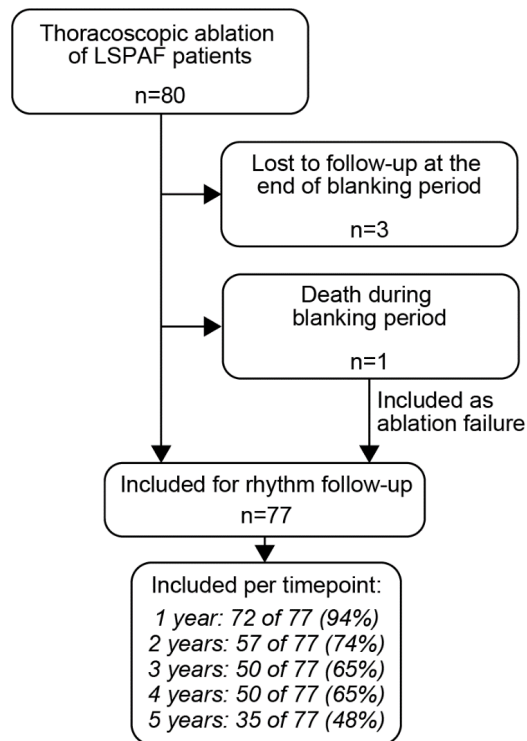 Thoracoscopic ablation
of LSPAF patients
n=80
Lost to follow-up at the
end of blanking period
n=3
Death during
blanking period
n=1
Included as
ablation failure
Included for rhythm follow-up
n=77
Included per timepoint:
1 year: 72 of 77 (94%)
2 years: 57 of 77 (74%)
3 years: 50 of 77 (65%)
4 years: 50 of 77 (65%)
5 years: 35 of 77 (48%)